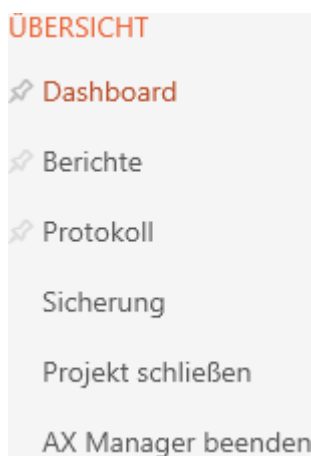 ÜBERSICHT
Dashboard
Berichte
Protokoll
Sicherung
Projekt schließen
AX Manager beenden